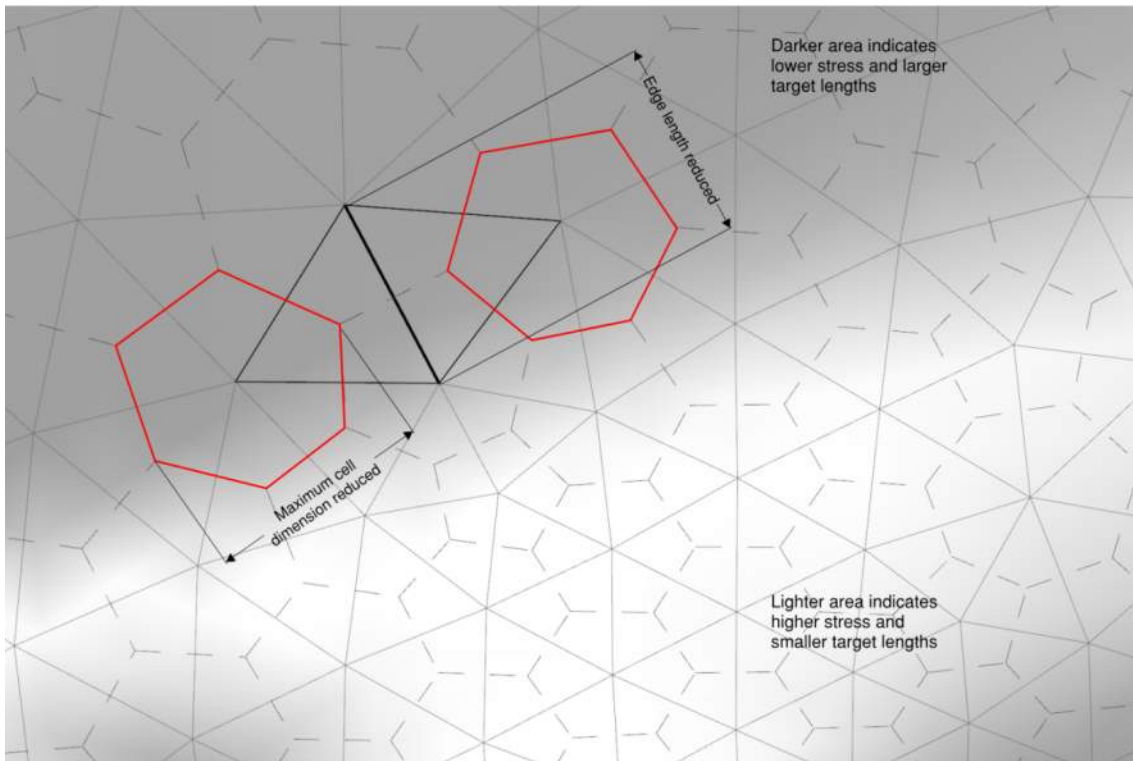 Darker area indicates
lower stress and larger
target lengths
Edge length reduced
Maximum cell
dimension reduced
Lighter area indicates
higher stress and
smaller target lengths